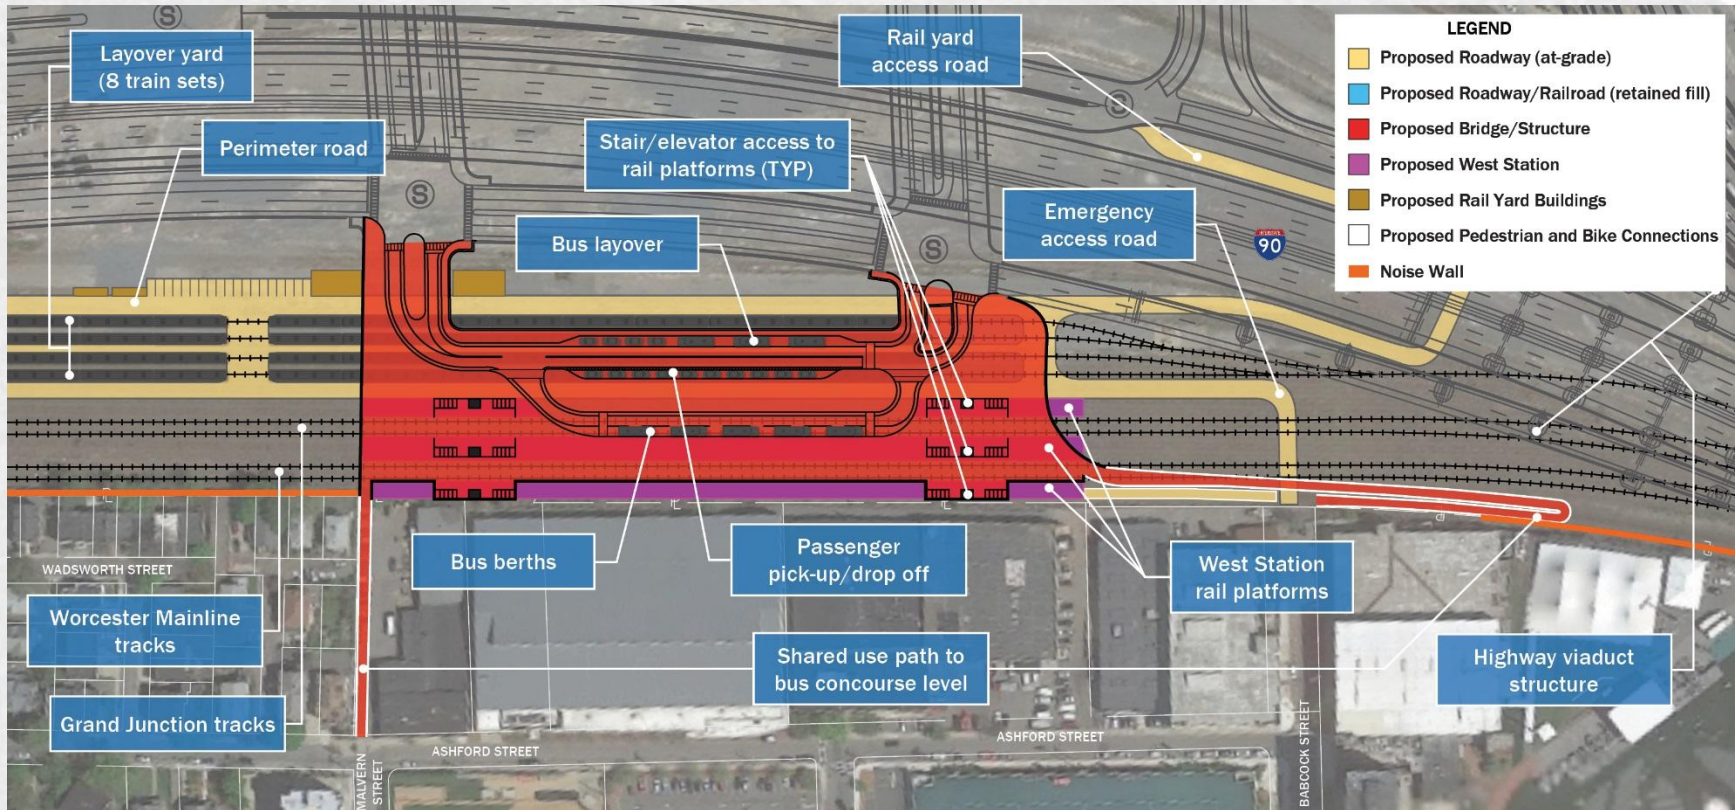 Layover yard
(8 train sets)
Perimeter road
Rail yard
access road
Stair/elevator access to
rail platforms (TYP)
Bus layover
Emergency
access road
90
LEGEND
Proposed Roadway (at-grade)
Proposed Roadway/Railroad (retained fill)
Proposed Bridge/Structure
Proposed West Station
Proposed Rail Yard Buildings
Proposed Pedestrian and Bike Connections
Noise Wall
S
S
S
S
WADSWORTH STREET
Worcester Mainline
tracks
Grand Junction tracks
Bus berths
Passenger
pick-up/drop off
Shared use path to
bus concourse level
West Station
rail platforms
Highway viaduct
structure
MALVERN
STREET
ASHFORD STREET
ASHFORD STREET
BABCOCK STREET